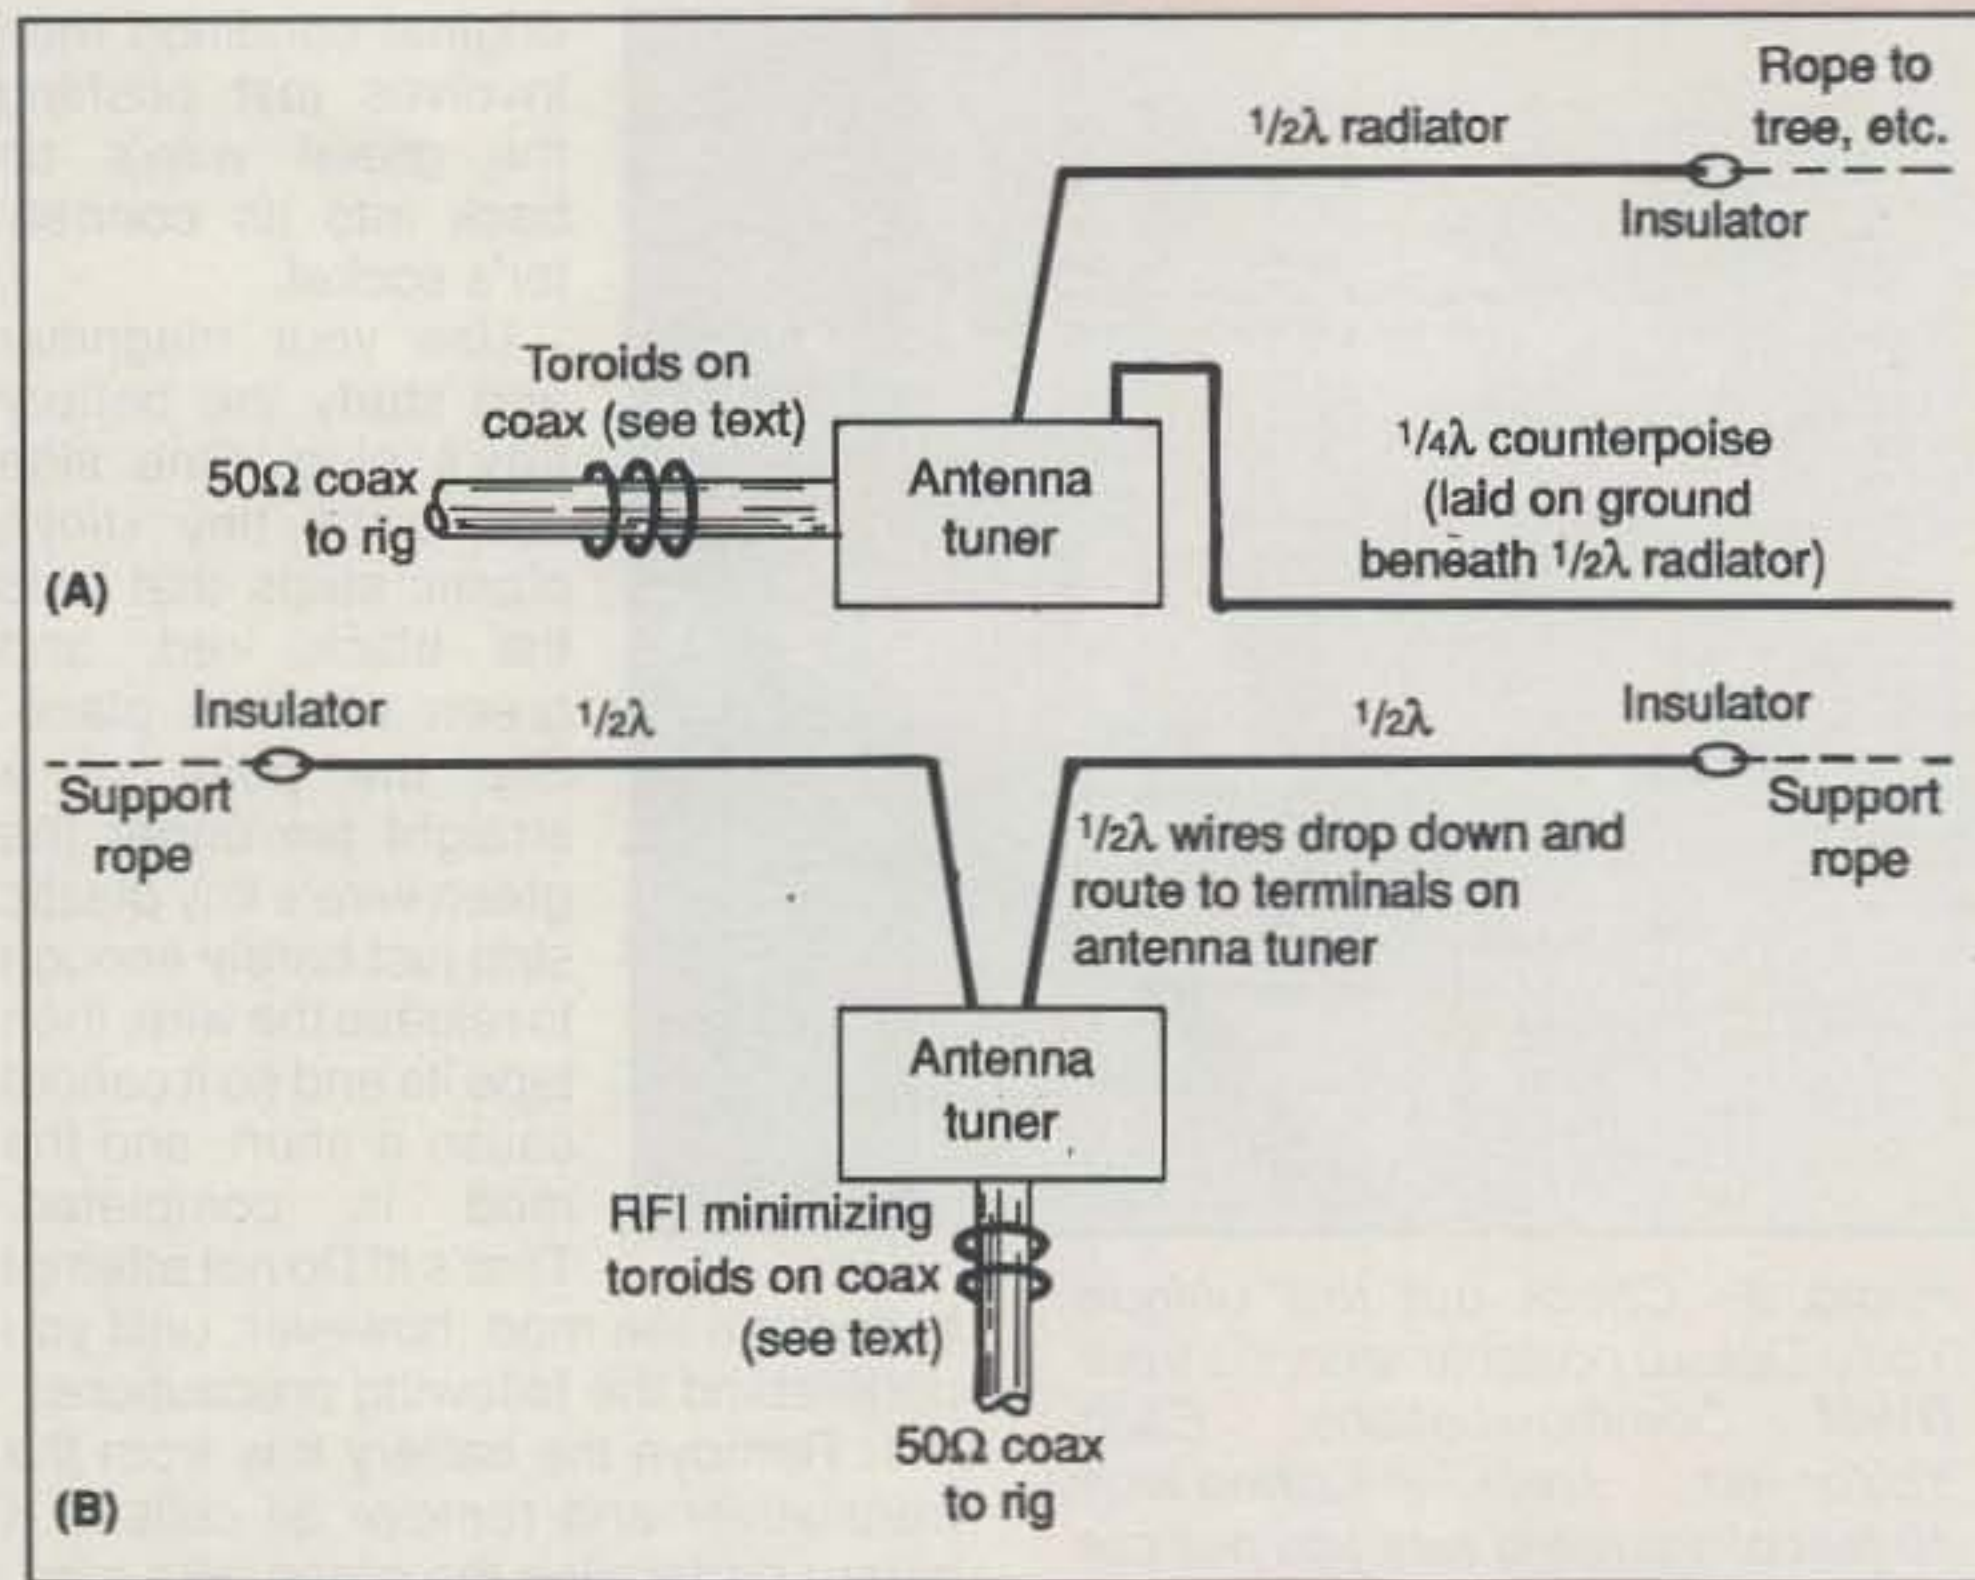 Rope to
tree, etc.
1/2λ radiator
Insulator
Toroids on
coax (see text)
50Ω coax
to rig
Antenna
tuner
1/4λ counterpoise
(laid on ground
beneath 1/2λ radiator)
(A)
Insulator
1/2λ
1/2λ
Insulator
Support
rope
Support
rope
1/2λ wires drop down and
route to terminals on
antenna tuner
Antenna
tuner
RFI minimizing
toroids on coax
(see text)
50Ω coax
to rig
(B)